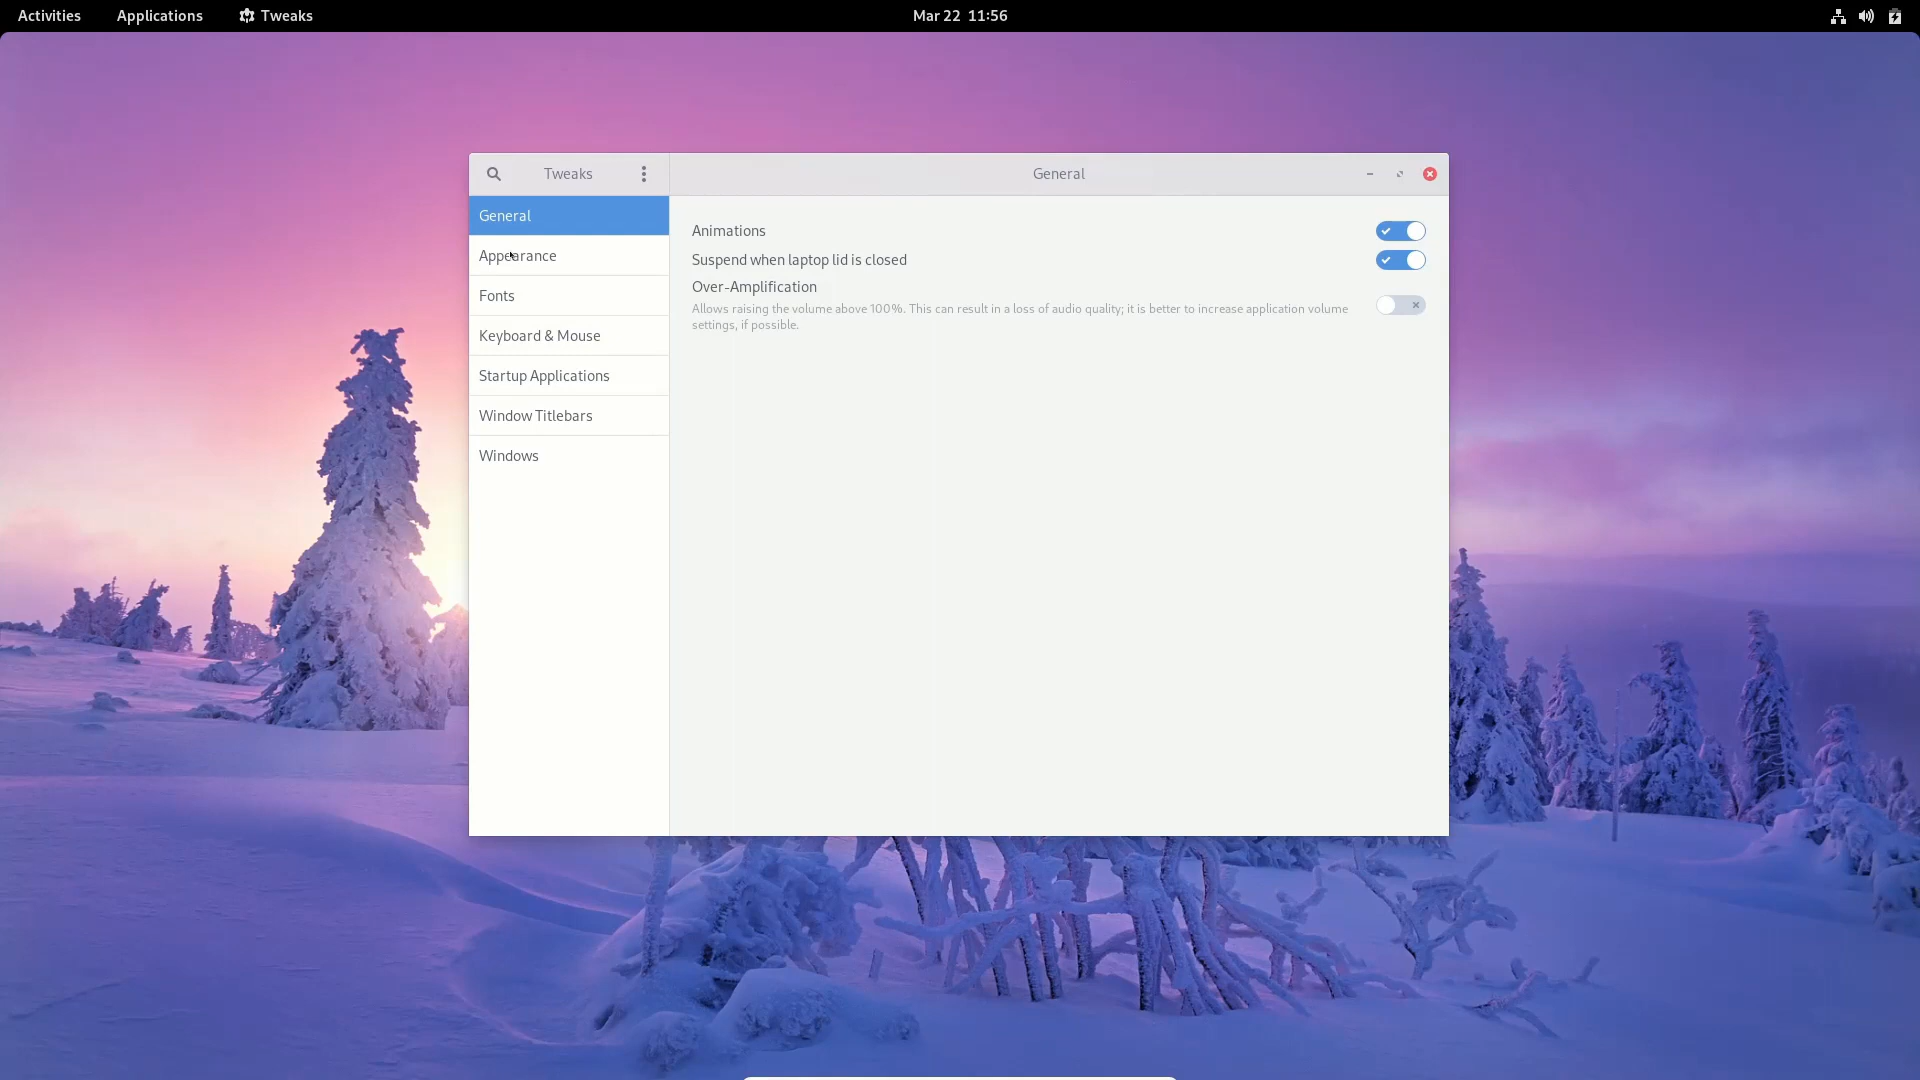 Activities
Applications
Tweaks
Mar 22 11:56
Tweaks
General
General
Appearance
Fonts
Keyboard & Mouse
Startup Applications
Window Titlebars
Windows
Animations
Suspend when laptop lid is closed
Over-Amplification
Allows raising the volume above 100%. This can result in a loss of audio quality; it is better to increase application volume
settings, if possible.